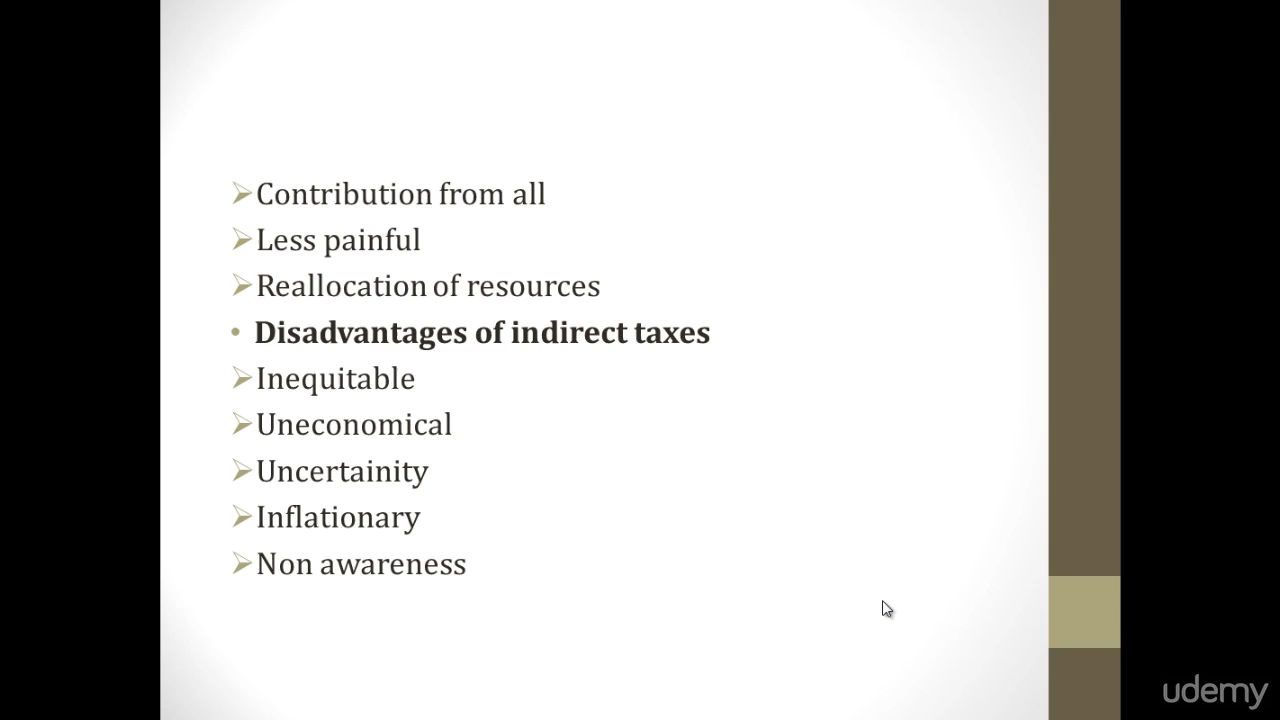 Contribution from all
Less painful
Reallocation of resources
Disadvantages of indirect taxes
Inequitable
Uneconomical
Uncertainity
Inflationary
Non awareness
udemy